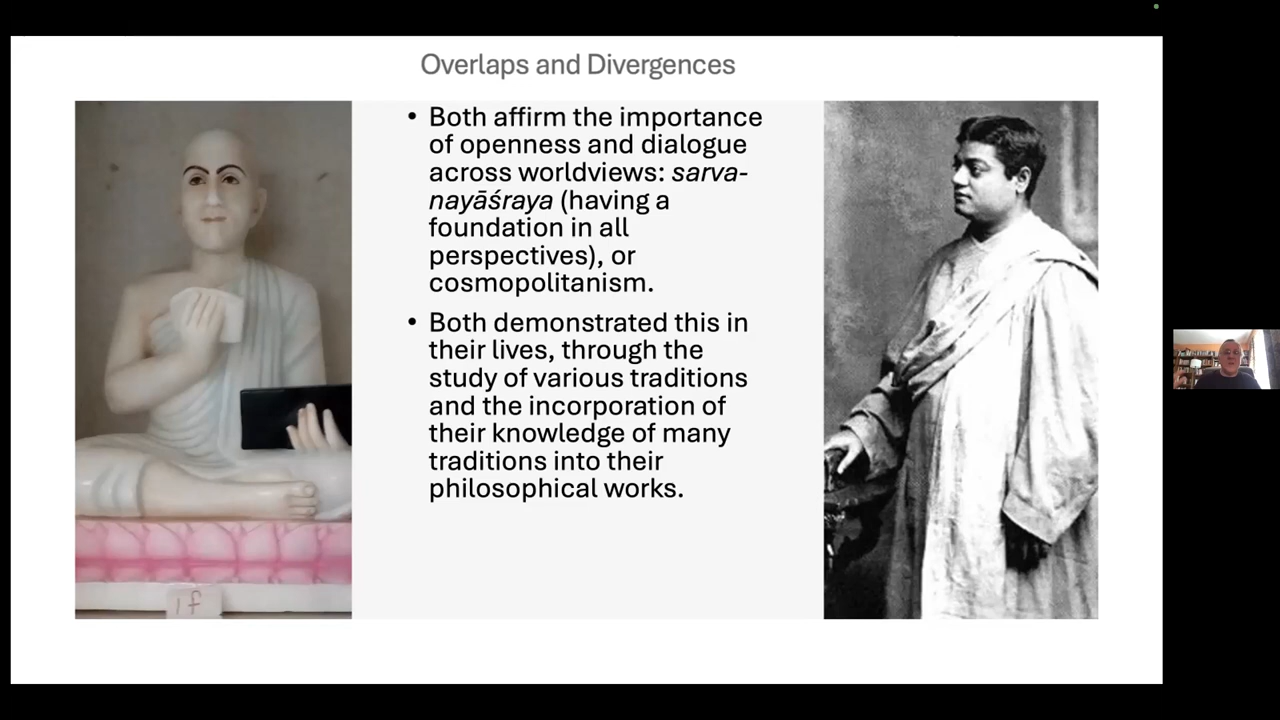 Overlaps and Divergences
• Both affirm the importance
of openness and dialogue
across worldviews: sarva-
nayāśraya (having a
foundation in all
perspectives), or
cosmopolitanism.
• Both demonstrated this in
their lives, through the
study of various traditions
and the incorporation of
their knowledge of many
traditions into their
philosophical works.